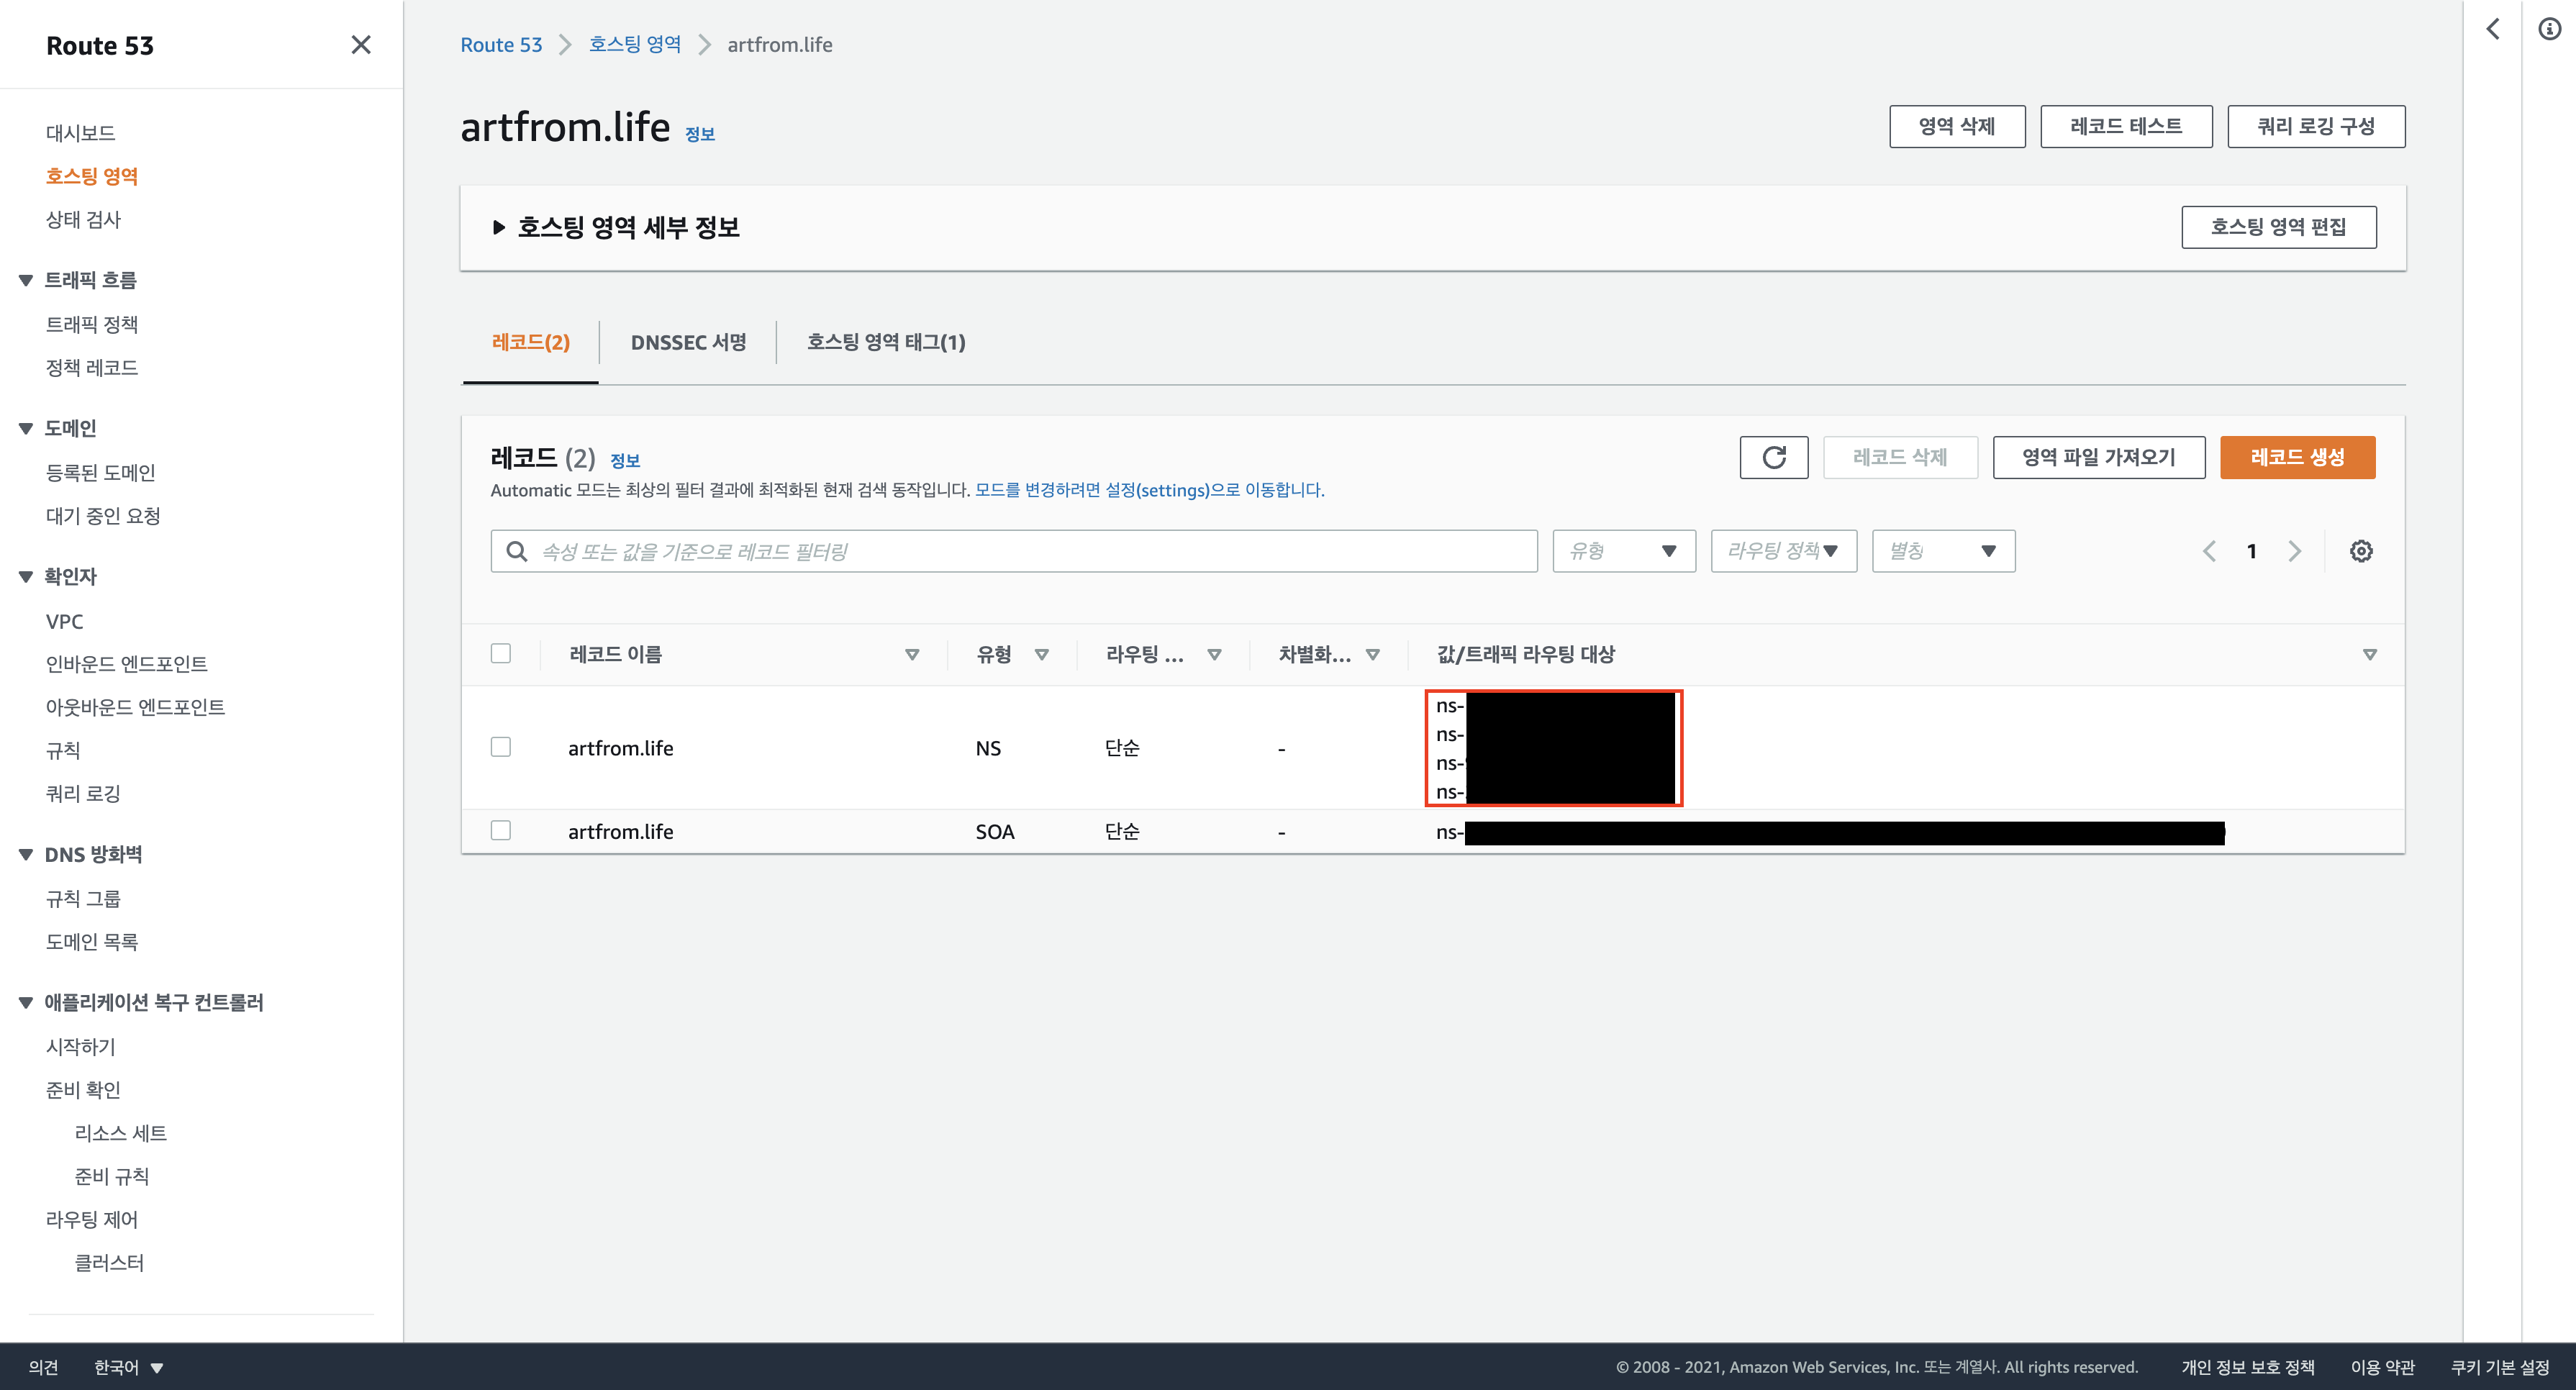 Route 53
대시보드
호스팅 영역
상태 검사
트래픽 흐름
트래픽 정책
정책 레코드
도메인
등록된 도메인
대기 중인 요청
확인자
VPC
인바운드 엔드포인트
아웃바운드 엔드포인트
규칙
쿼리 로깅
DNS 방화벽
규칙 그룹
도메인 목록
애플리케이션 복구 컨트롤러
시작하기
준비 확인
리소스 세트
준비 규칙
라우팅 제어
클러스터
Route 53 호스팅 영역 artfrom.life
artfrom.life 정보
영역 삭제 레코드 테스트 쿼리 로깅 구성
호스팅 영역 세부 정보 호스팅 영역 편집
레코드(2) DNSSEC 서명 호스팅 영역 태그(1)
레코드 (2) 정보
레코드 삭제 영역 파일 가져오기 레코드 생성
Automatic 모드는 최상의 필터 결과에 최적화된 현재 검색 동작입니다. 모드를 변경하려면 설정(settings)으로 이동합니다.
속성 또는 값을 기준으로 레코드 필터링 유형 라우팅 정책 별칭 1
레코드 이름 유형 라우팅 ... 차별화... 값/트래픽 라우팅 대상
artfrom.life NS 단순 - ns-
ns-
ns-
ns-
artfrom.life SOA 단순 - ns-
의견 한국어 © 2008 - 2021, Amazon Web Services, Inc. 또는 계열사. All rights reserved. 개인 정보 보호 정책 이용 약관 쿠키 기본 설정